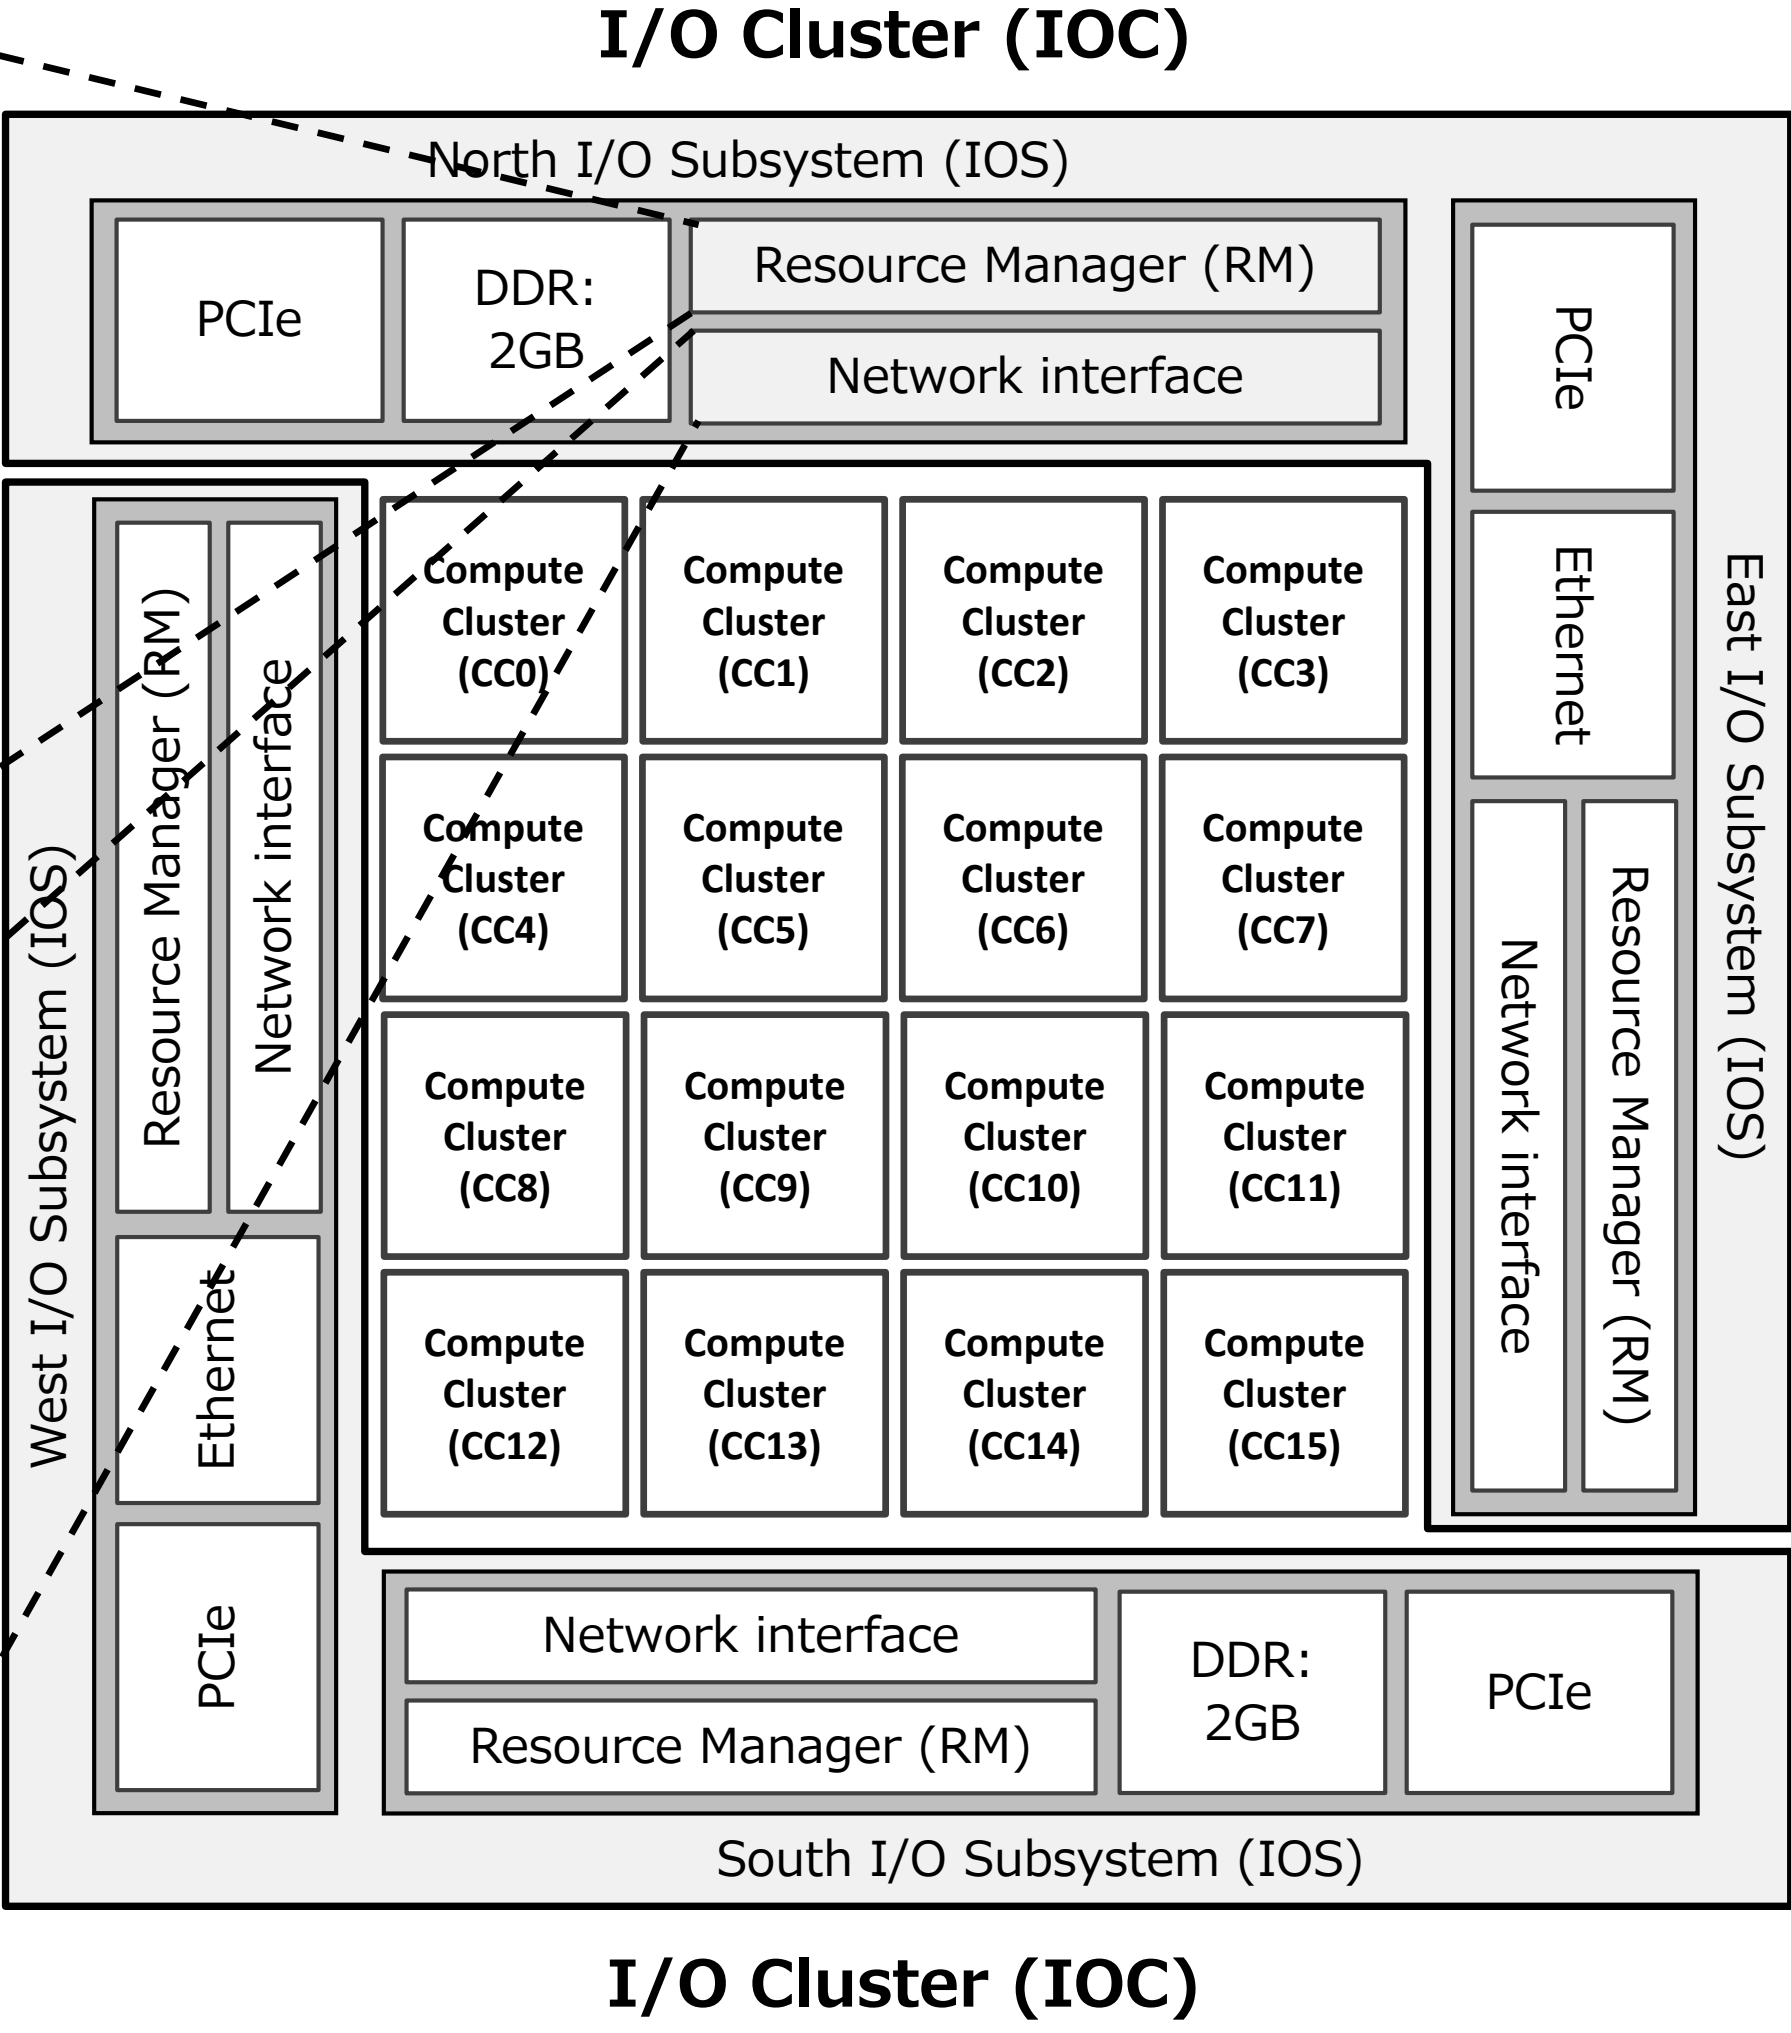 I/O Cluster (IOC)
North I/O Subsystem (IOS)
PCIe
DDR:
2GB
Resource Manager (RM)
Network interface
PCIe
Ethernet
Network interface
Resource Manager (RM)
East I/O Subsystem (IOS)
West I/O Subsystem (IOS)
Resource Manager (RM)
Network interface
Ethernet
PCIe
Compute
Cluster
(CC0)
Compute
Cluster
(CC1)
Compute
Cluster
(CC2)
Compute
Cluster
(CC3)
Compute
Cluster
(CC4)
Compute
Cluster
(CC5)
Compute
Cluster
(CC6)
Compute
Cluster
(CC7)
Compute
Cluster
(CC8)
Compute
Cluster
(CC9)
Compute
Cluster
(CC10)
Compute
Cluster
(CC11)
Compute
Cluster
(CC12)
Compute
Cluster
(CC13)
Compute
Cluster
(CC14)
Compute
Cluster
(CC15)
Network interface
Resource Manager (RM)
DDR:
2GB
PCIe
South I/O Subsystem (IOS)
I/O Cluster (IOC)